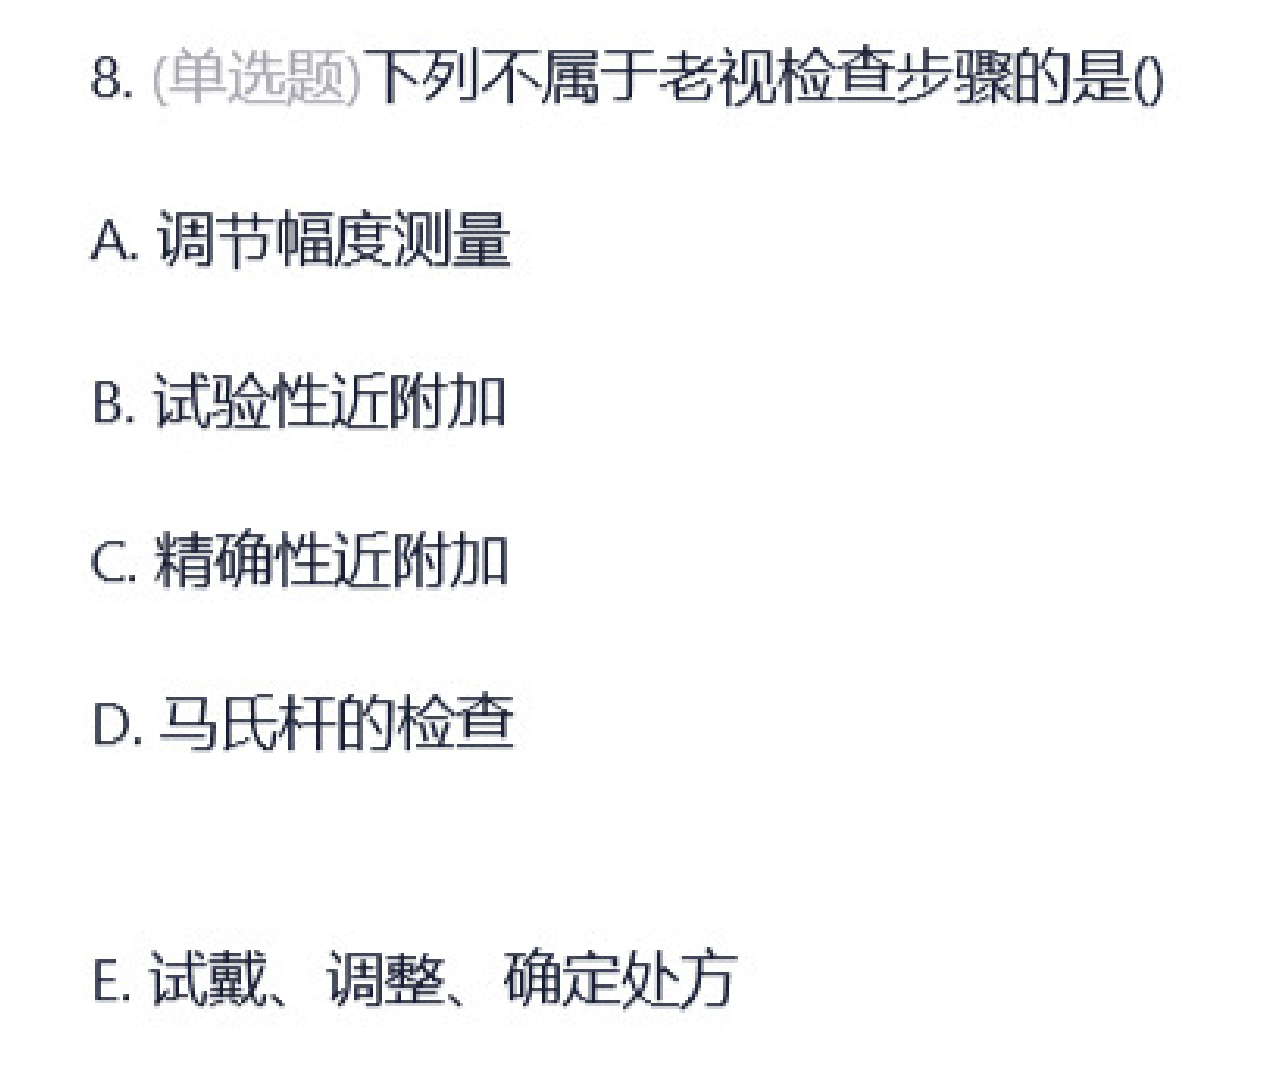 8. (单选题)下列不属于老视检查步骤的是()
A. 调节幅度测量
B. 试验性近附加
C. 精确性近附加
D. 马氏杆的检查
E. 试戴、调整、确定处方